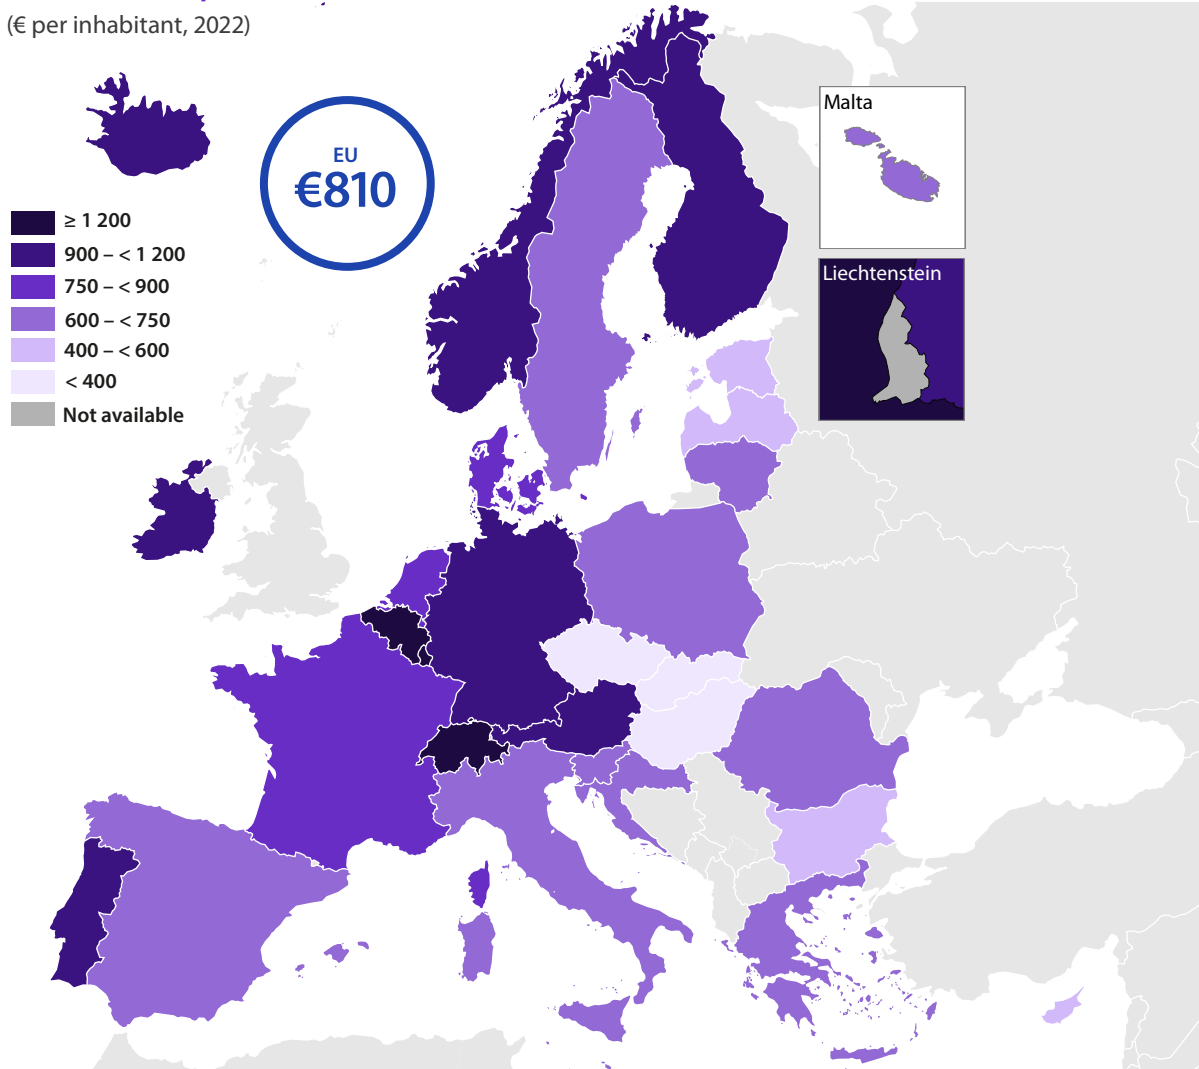 (€ per inhabitant, 2022)
EU
€810
Malta
Liechtenstein
≥ 1 200
900 – < 1 200
750 – < 900
600 – < 750
400 – < 600
< 400
Not available